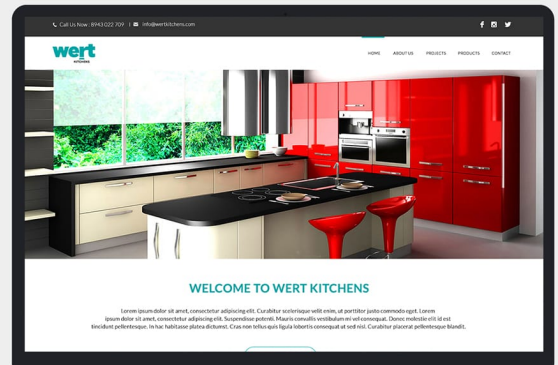 Call Us Now : 8943 022 709 | info@wertkitchens.com
wert
KITCHENS
HOME ABOUT US PROJECTS PRODUCTS CONTACT
WELCOME TO WERT KITCHENS
Lorem ipsum dolor sit amet, consectetur adipiscing elit. Curabitur scelerisque velit enim, ut porttitor justo commodo eget. Lorem
ipsum dolor sit amet, consectetur adipiscing elit. Suspendisse potenti. Mauris convallis vestibulum mi vel consequat. Donec molestie elit id est
tincidunt pellentesque. In hac habitasse platea dictumst. Cras non tellus quis ligula lobortis consequat ut sed nisl. Curabitur placerat pellentesque blandit.